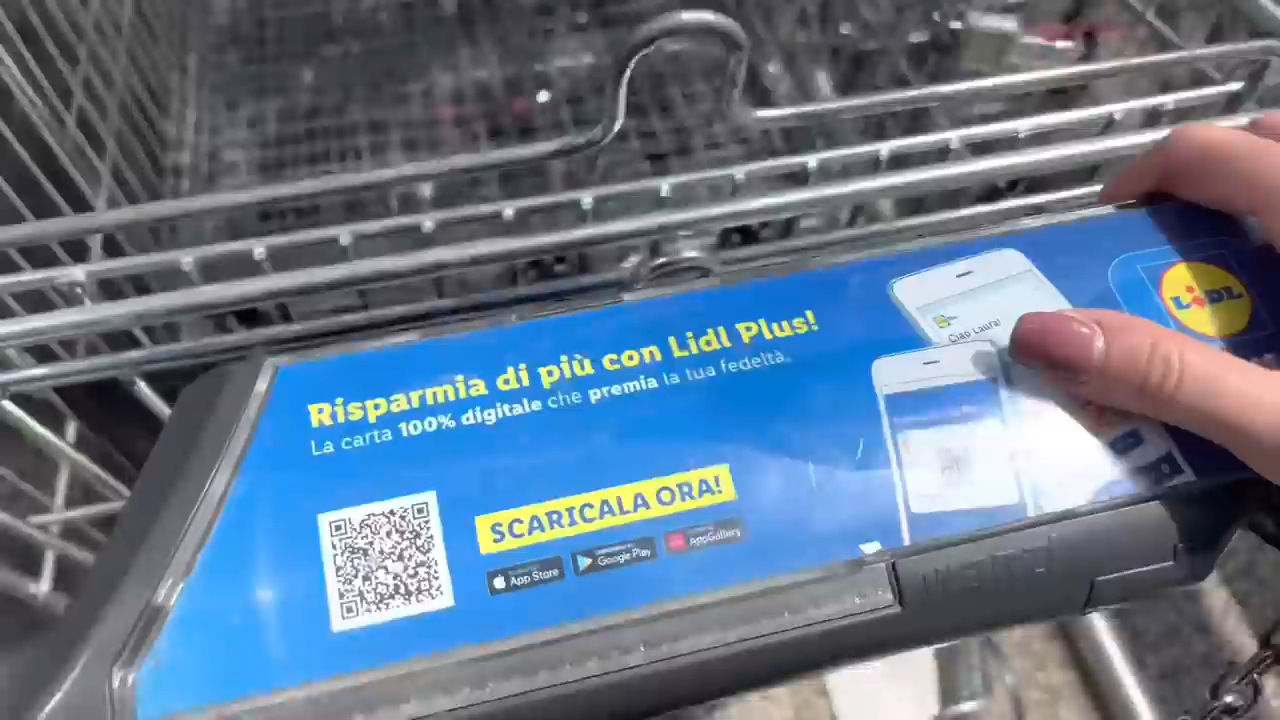 Risparmia di più con Lidl Plus!
La carta 100% digitale che premia la tua fedeltà.
SCARICALA ORA!
App Store
Google Play
AppGallery
Ciao Laura!
LIDL